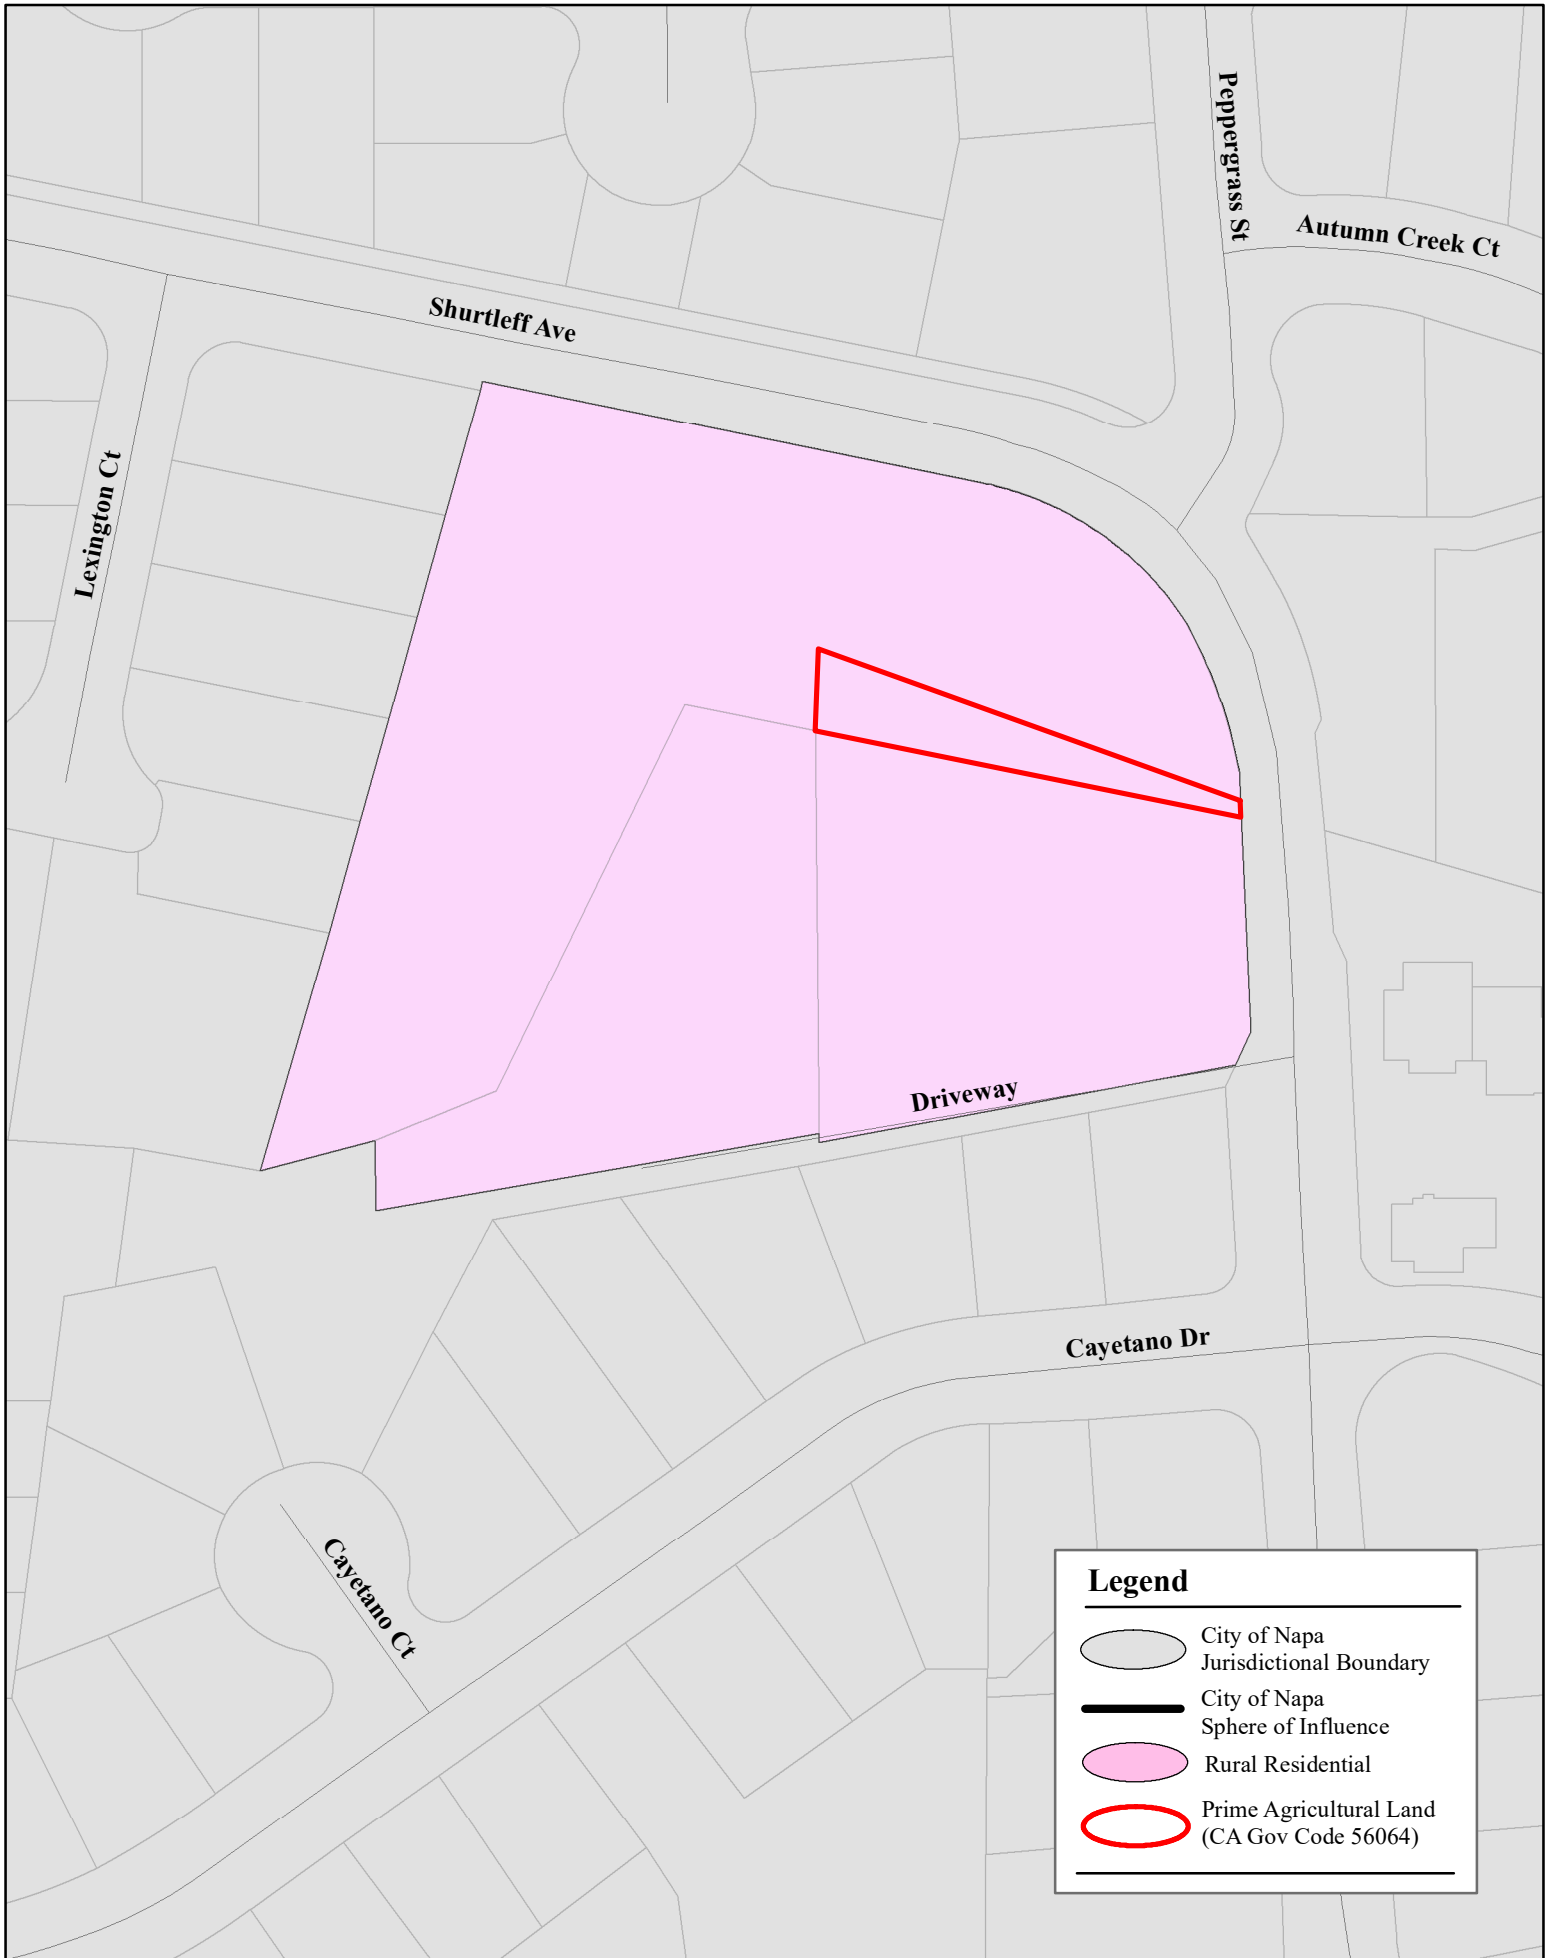 Peppergrass St
Autumn Creek Ct
Shurtleff Ave
Lexington Ct
Driveway
Cayetano Dr
Cayetano Ct
Legend
City of Napa
Jurisdictional Boundary
City of Napa
Sphere of Influence
Rural Residential
Prime Agricultural Land
(CA Gov Code 56064)